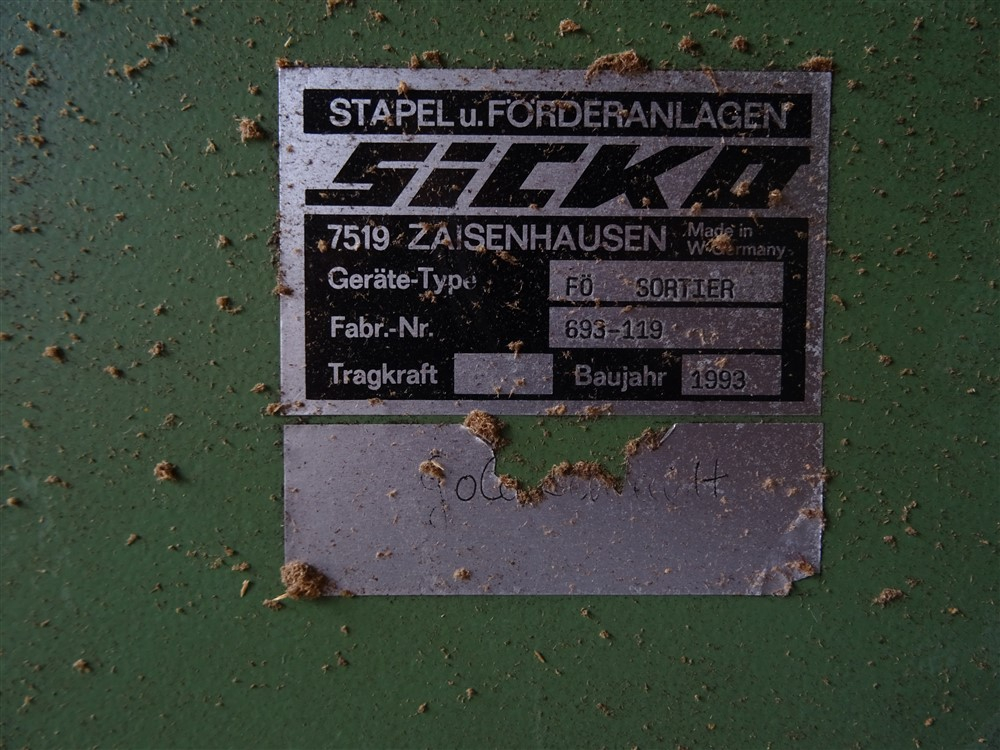 STAPEL u. FÖRDERANLAGEN
SICKO
7519 ZAISENHAUSEN Made in
W-Germany
Geräte-Type FÖ SORTIER
Fabr.-Nr. 693-119
Tragkraft Baujahr 1993